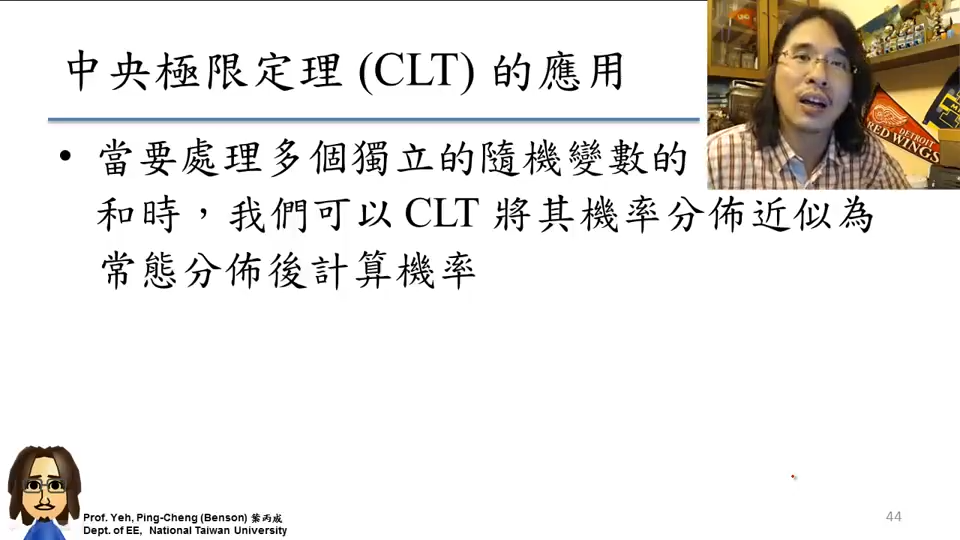 中央極限定理 (CLT) 的應用
• 當要處理多個獨立的隨機變數的
和時，我們可以 CLT 將其機率分佈近似為
常態分佈後計算機率
DETROIT
RED WINGS
Prof. Yeh, Ping-Cheng (Benson) 葉丙成
Dept. of EE, National Taiwan University
44